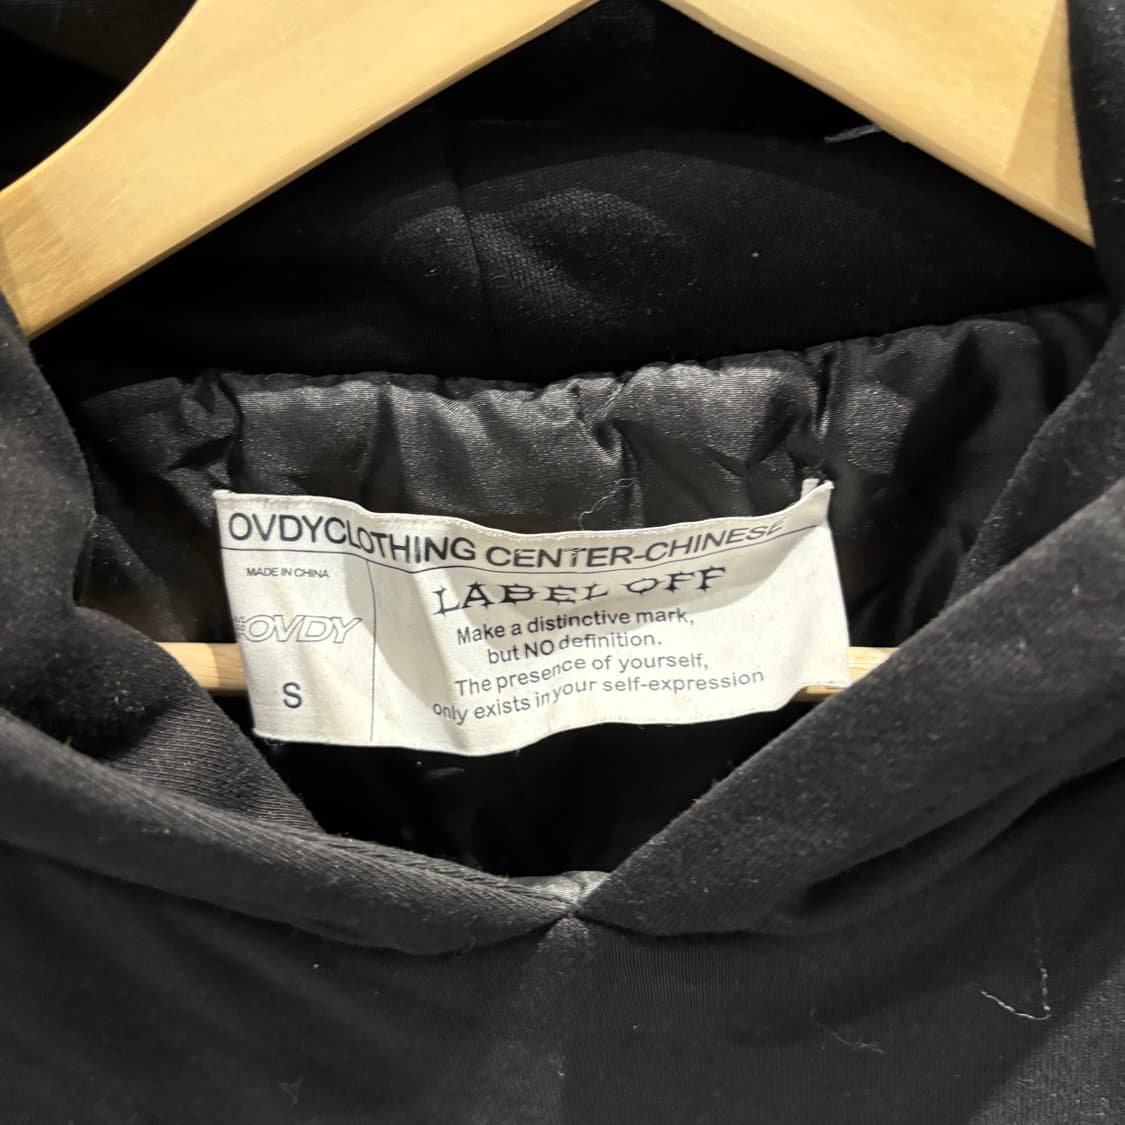 OVDYCLOTHING CENTER-CHINESE
MADE IN CHINA
OVDY
S
LABEL OFF
Make a distinctive mark,
but NO definition.
The presence of yourself,
only exists in your self-expression